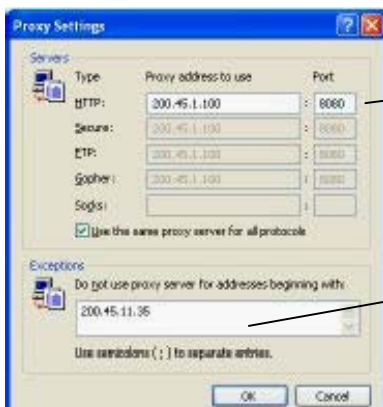 Proxy Settings
Servers
Type Proxy address to use Port
HTTP: 200.45.1.100 : 8080
Secure: 200.45.1.100 : 8080
FTP: 200.45.1.100 : 8080
Gopher: 200.45.1.100 : 8080
Socks: :
Use the same proxy server for all protocols
Exceptions
Do not use proxy server for addresses beginning with:
200.45.11.35
Use semicolons ( ; ) to separate entries.
OK Cancel